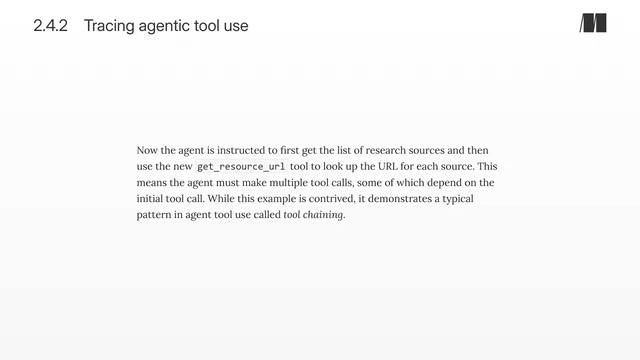 2.4.2 Tracing agentic tool use
Now the agent is instructed to first get the list of research sources and then
use the new get_resource_url tool to look up the URL for each source. This
means the agent must make multiple tool calls, some of which depend on the
initial tool call. While this example is contrived, it demonstrates a typical
pattern in agent tool use called tool chaining.